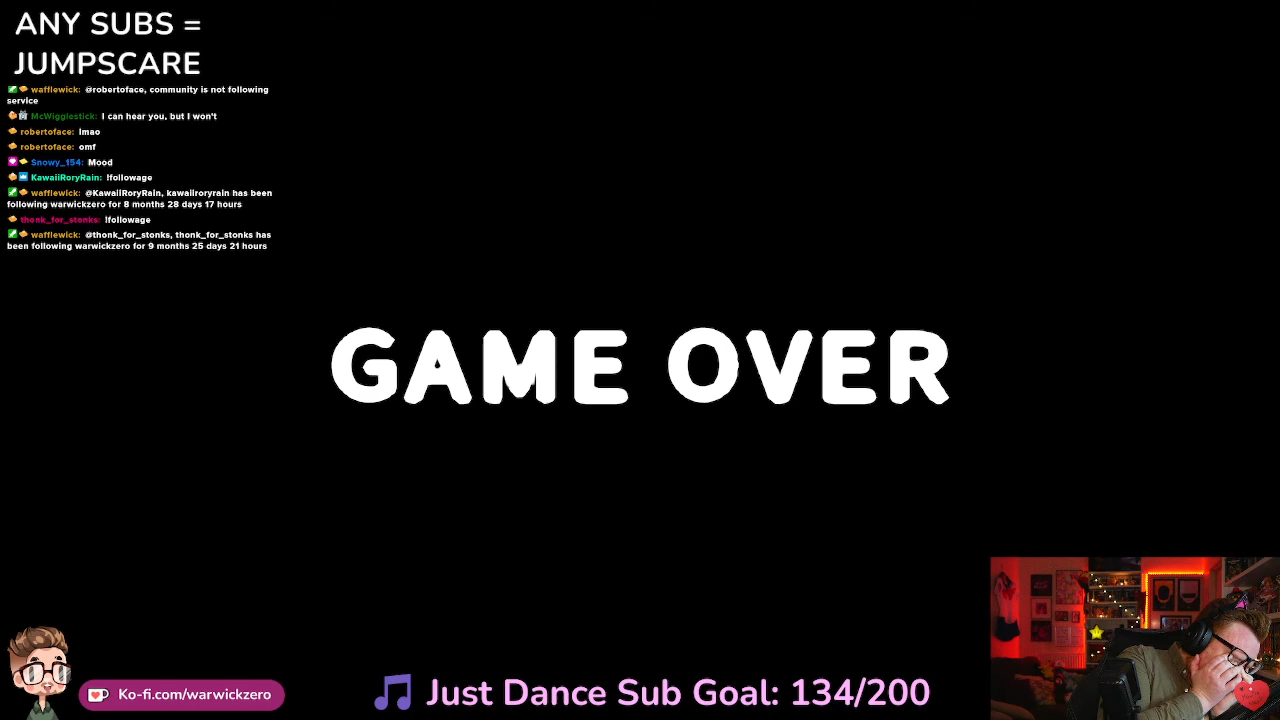 ANY SUBS =
JUMPSCARE
wafflewick: @robertoface, community is not following
service
McWigglestick: I can hear you, but I won't
robertoface: lmao
robertoface: omf
Snowy_154: Mood
KawaiiRoryRain: !followage
wafflewick: @KawaiiRoryRain, kawaiiroryrain has been
following warwickzero for 8 months 28 days 17 hours
thonk_for_stonks: !followage
wafflewick: @thonk_for_stonks, thonk_for_stonks has
been following warwickzero for 9 months 25 days 21 hours
GAME OVER
Ko-fi.com/warwickzero
Just Dance Sub Goal: 134/200